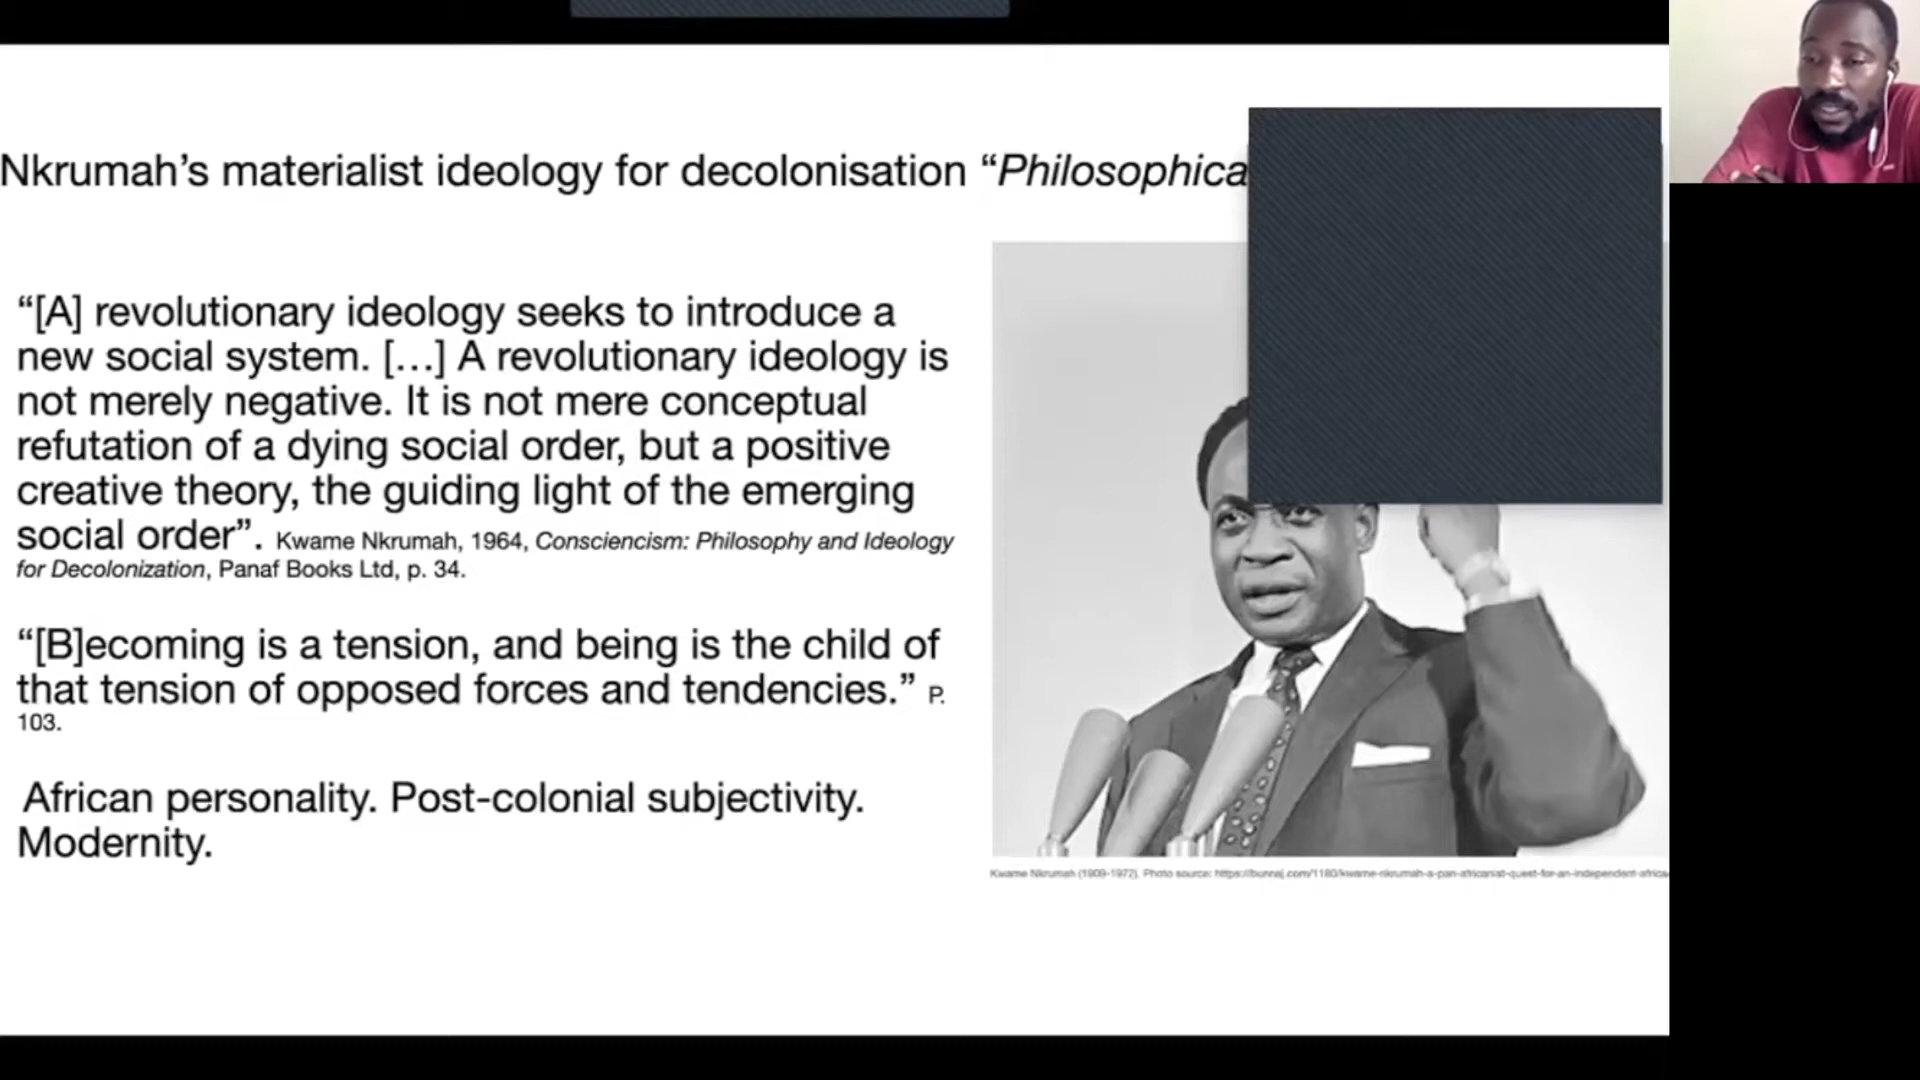 Nkrumah’s materialist ideology for decolonisation “Philosophica
“[A] revolutionary ideology seeks to introduce a
new social system. [...] A revolutionary ideology is
not merely negative. It is not mere conceptual
refutation of a dying social order, but a positive
creative theory, the guiding light of the emerging
social order”. Kwame Nkrumah, 1964, Consciencism: Philosophy and Ideology
for Decolonization, Panaf Books Ltd, p. 34.
“[B]ecoming is a tension, and being is the child of
that tension of opposed forces and tendencies.” P.
103.
African personality. Post-colonial subjectivity.
Modernity.
Kwame Nkrumah (1909-1972). Photo source: https://bunnaj.com/1180/kwame-nkrumah-a-pan-africanist-quest-for-an-independent-africa